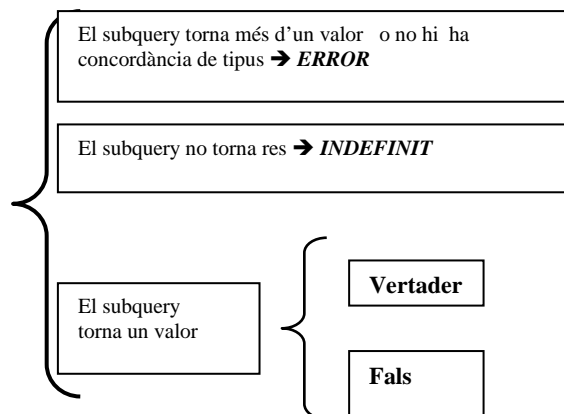 El subquery torna més d'un valor o no hi ha
concordància de tipus ➔ ERROR
El subquery no torna res ➔ INDEFINIT
El subquery
torna un valor
Vertader
Fals